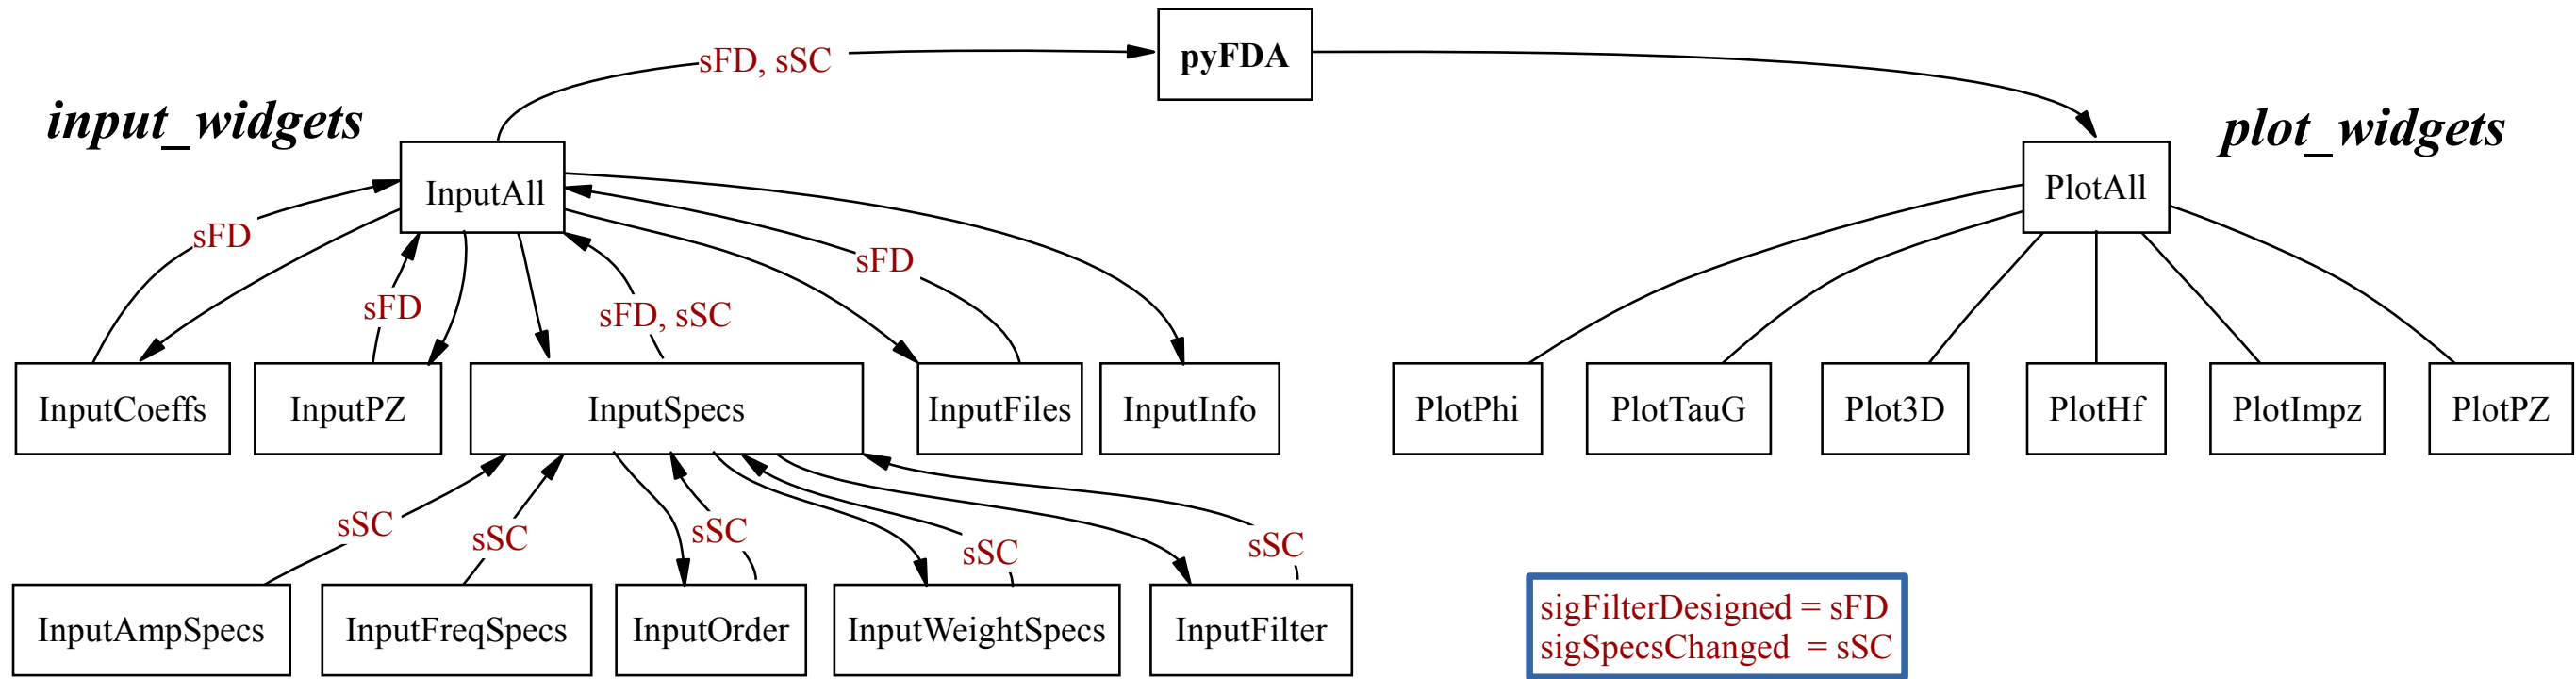 sFD, sSC
pyFDA
input_widgets
plot_widgets
InputAll
PlotAll
sFD
sFD
sFD
sFD, sSC
InputCoeffs
InputPZ
InputSpecs
InputFiles
InputInfo
PlotPhi
PlotTauG
Plot3D
PlotHf
PlotImpz
PlotPZ
sSC
sSC
sSC
sSC
sSC
InputAmpSpecs
InputFreqSpecs
InputOrder
InputWeightSpecs
InputFilter
sigFilterDesigned = sFD
sigSpecsChanged = sSC